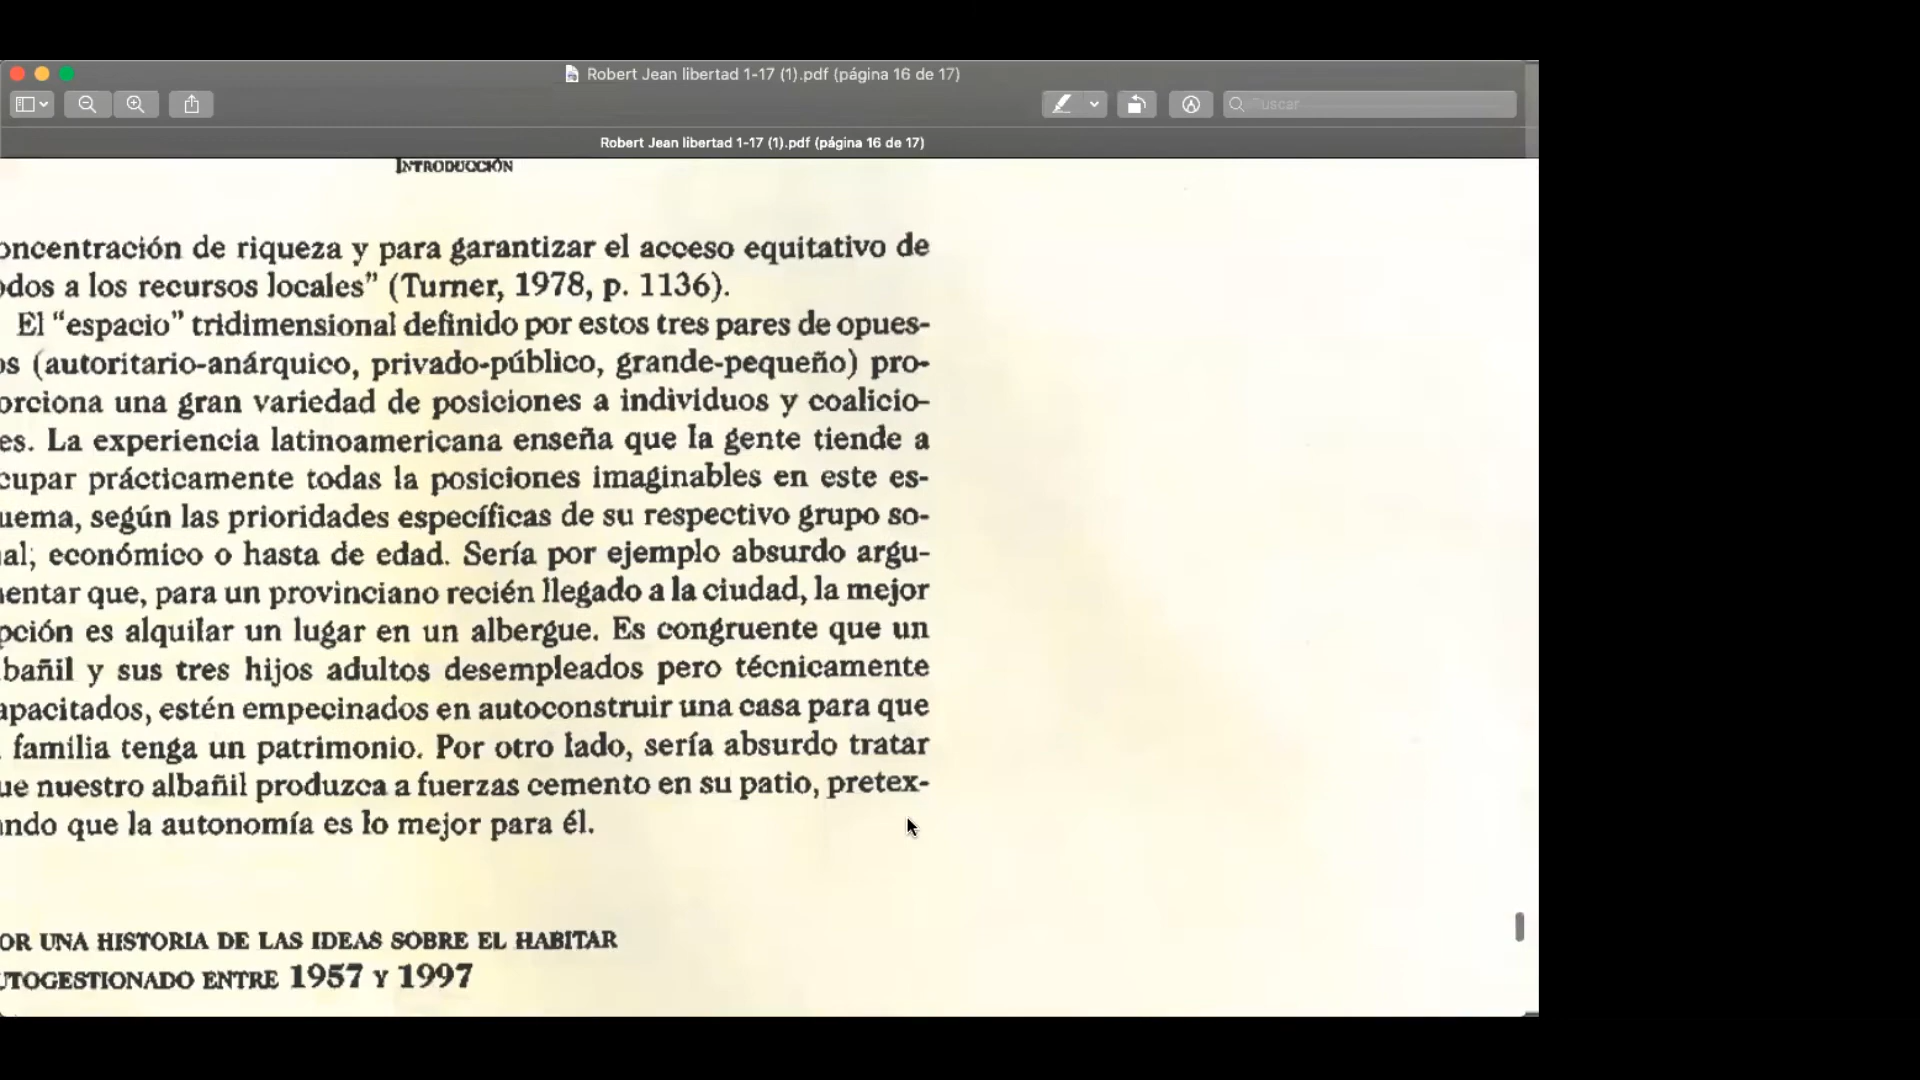 Robert Jean libertad 1-17 (1).pdf (página 16 de 17)
Buscar
Robert Jean libertad 1-17 (1).pdf (página 16 de 17)
INTRODUCCIÓN
oncentración de riqueza y para garantizar el acceso equitativo de
odos a los recursos locales” (Turner, 1978, p. 1136).
El “espacio” tridimensional definido por estos tres pares de opues-
os (autoritario-anárquico, privado-público, grande-pequeño) pro-
orciona una gran variedad de posiciones a individuos y coalicio-
es. La experiencia latinoamericana enseña que la gente tiende a
cupar prácticamente todas la posiciones imaginables en este es-
uema, según las prioridades específicas de su respectivo grupo so-
ial; económico o hasta de edad. Sería por ejemplo absurdo argu-
mentar que, para un provinciano recién llegado a la ciudad, la mejor
pción es alquilar un lugar en un albergue. Es congruente que un
bañil y sus tres hijos adultos desempleados pero técnicamente
apacitados, estén empecinados en autoconstruir una casa para que
familia tenga un patrimonio. Por otro lado, sería absurdo tratar
ue nuestro albañil produzca a fuerzas cemento en su patio, pretex-
ando que la autonomía es lo mejor para él.
OR UNA HISTORIA DE LAS IDEAS SOBRE EL HABITAR
UTOGESTIONADO ENTRE 1957 Y 1997